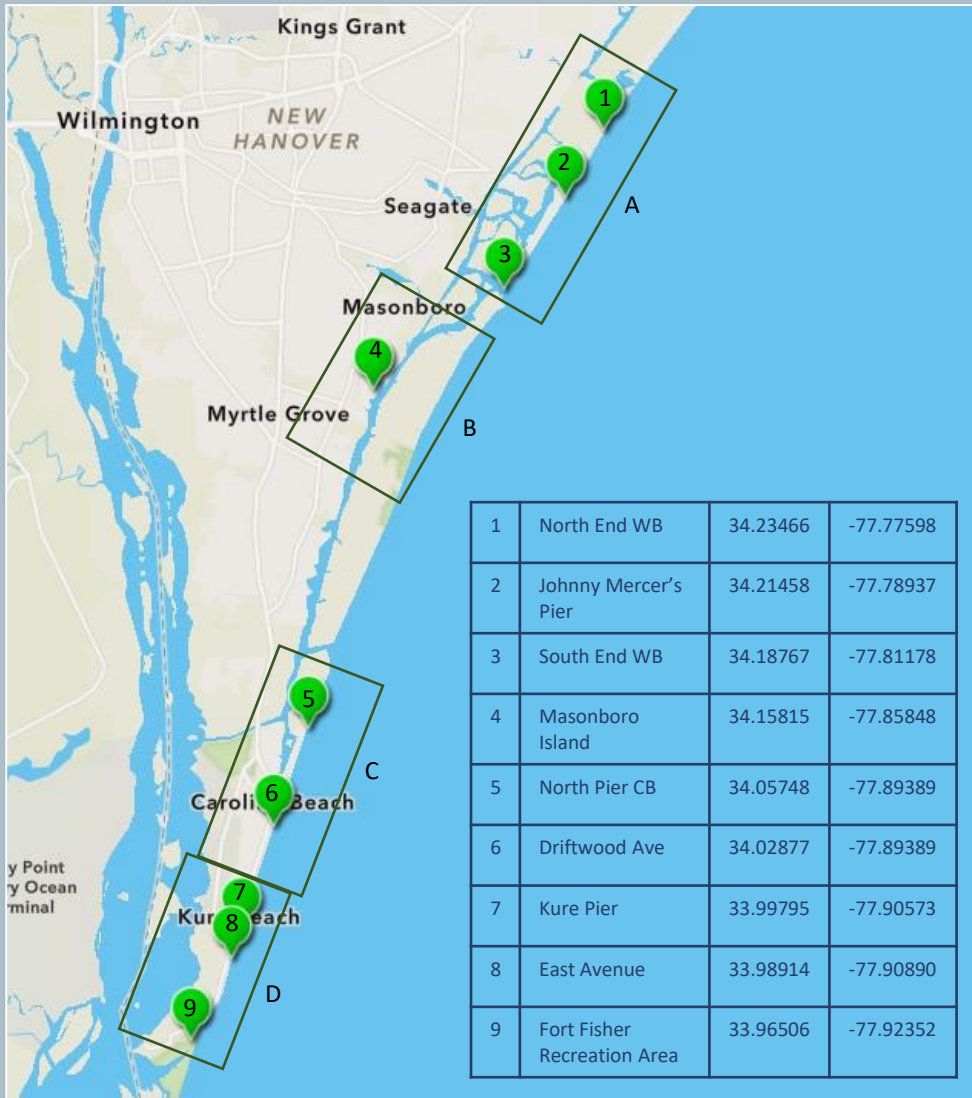 Kings Grant
Wilmington
NEW
HANOVER
Seagate
Masonboro
Myrtle Grove
1
2
3
A
4
B
5
C
6
Beach
7
8
D
9
y Point
ry Ocean
rminal
1 North End WB 34.23466 -77.77598
2 Johnny Mercer’s 34.21458 -77.78937
Pier
3 South End WB 34.18767 -77.81178
4 Masonboro 34.15815 -77.85848
Island
5 North Pier CB 34.05748 -77.89389
6 Driftwood Ave 34.02877 -77.89389
7 Kure Pier 33.99795 -77.90573
8 East Avenue 33.98914 -77.90890
9 Fort Fisher 33.96506 -77.92352
Recreation Area